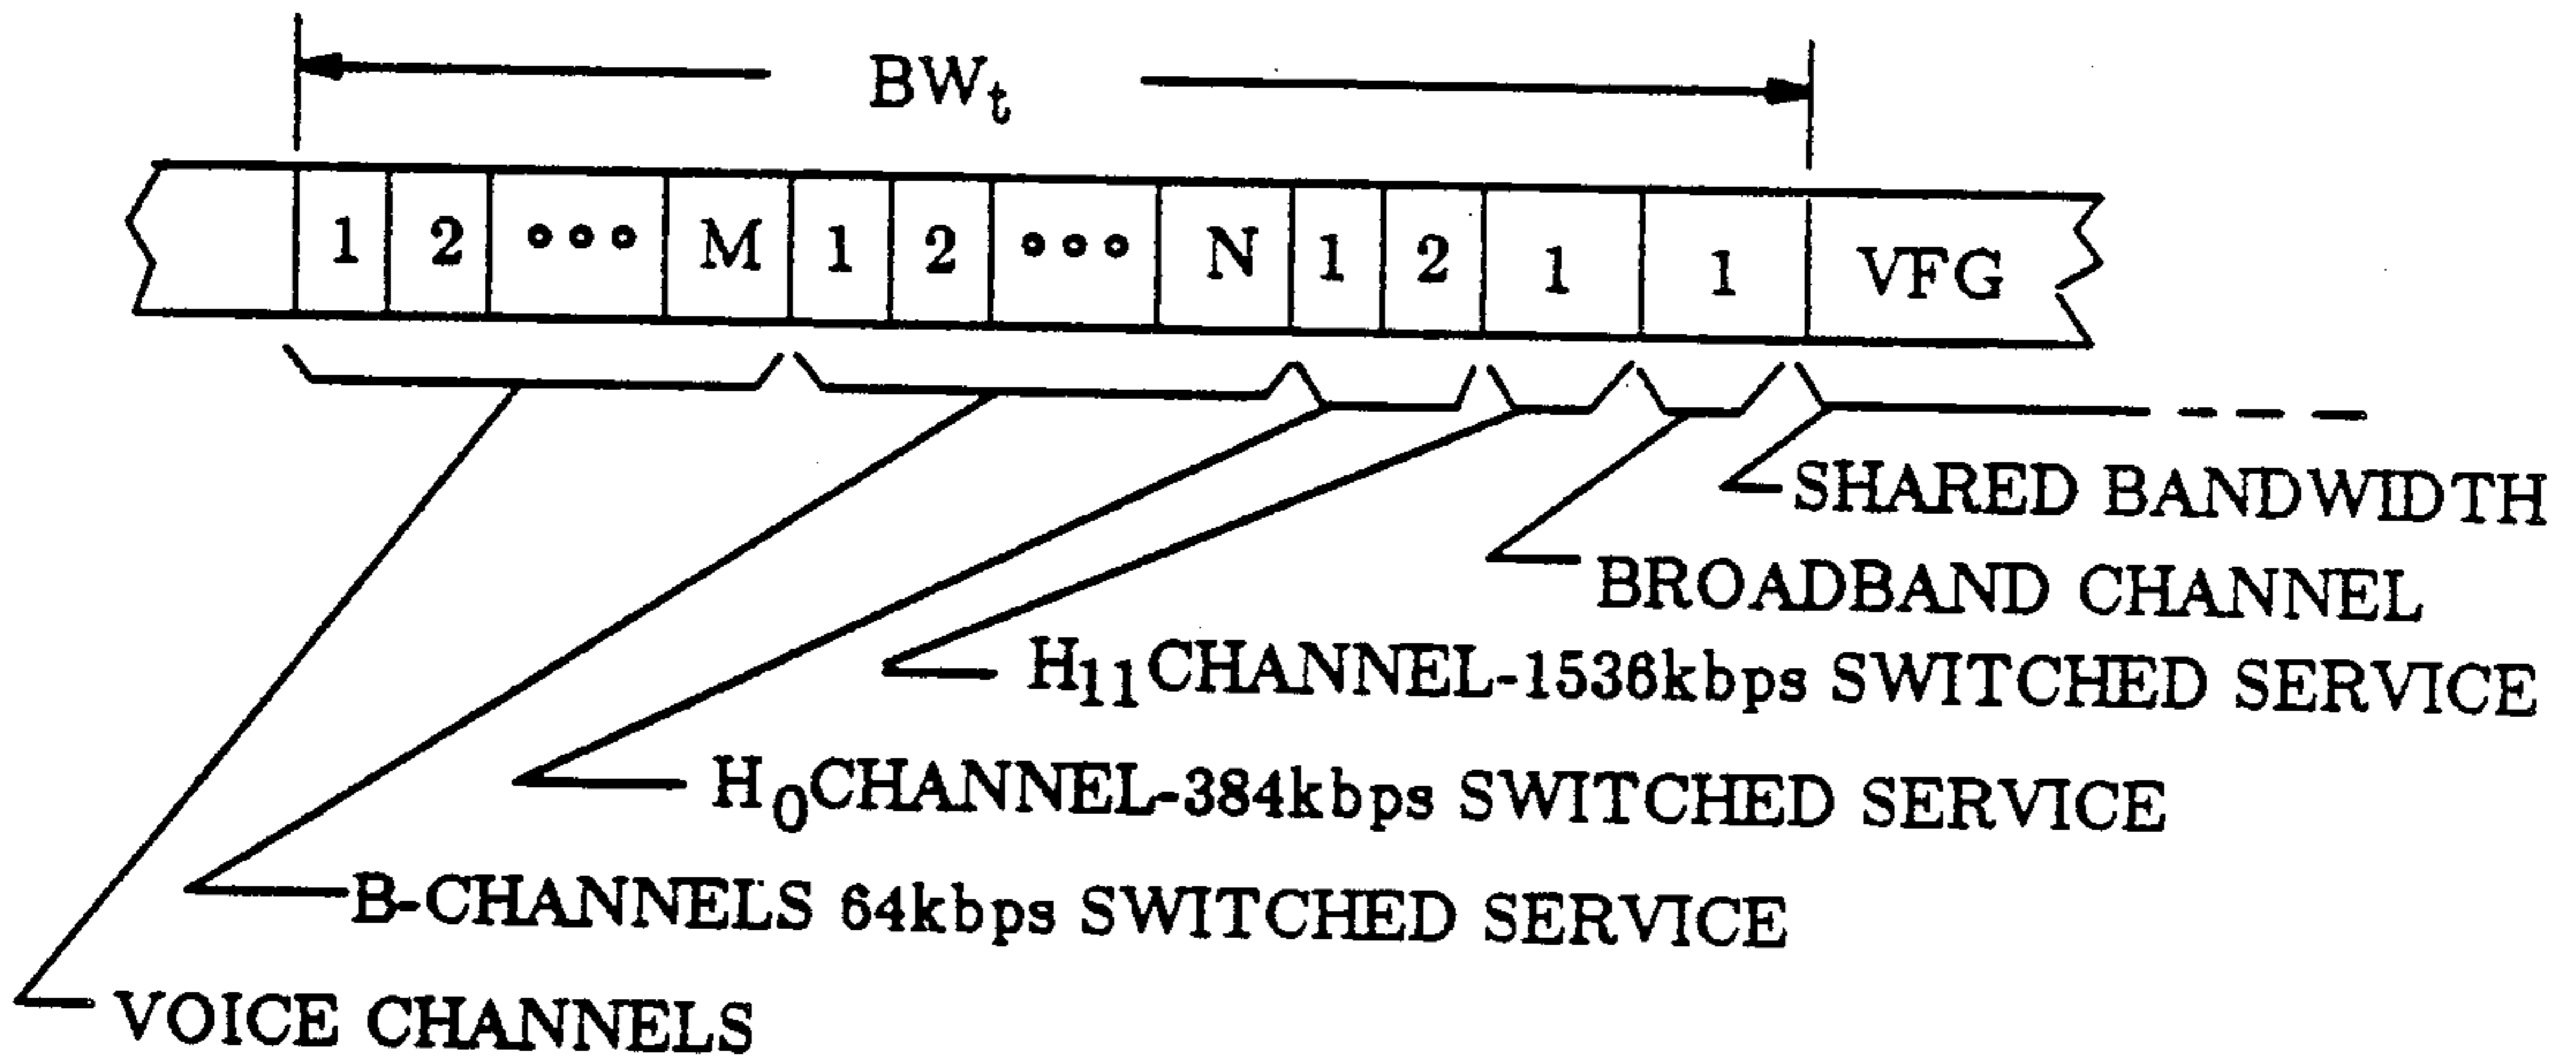 BWt
1 2 ∘∘∘ M 1 2 ∘∘∘ N 1 2 1 1 VFG
SHARED BANDWIDTH
BROADBAND CHANNEL
H11CHANNEL-1536kbps SWITCHED SERVICE
H0CHANNEL-384kbps SWITCHED SERVICE
B-CHANNELS 64kbps SWITCHED SERVICE
VOICE CHANNELS